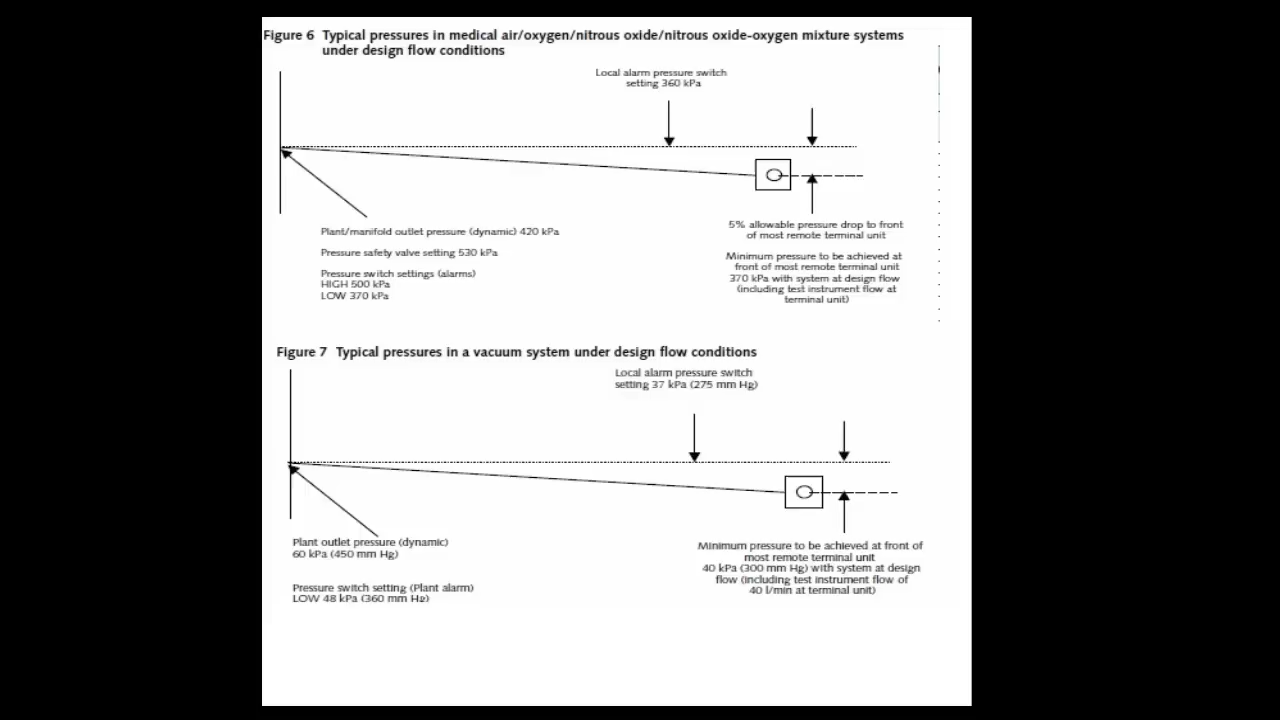 Figure 6 Typical pressures in medical air/oxygen/nitrous oxide/nitrous oxide-oxygen mixture systems
under design flow conditions
Local alarm pressure switch
setting 360 kPa
Plant/manifold outlet pressure (dynamic) 420 kPa
Pressure safety valve setting 530 kPa
Pressure switch settings (alarms)
HIGH 500 kPa
LOW 370 kPa
5% allowable pressure drop to front
of most remote terminal unit
Minimum pressure to be achieved at
front of most remote terminal unit
370 kPa with system at design flow
(including test instrument flow at
terminal unit)
Figure 7 Typical pressures in a vacuum system under design flow conditions
Local alarm pressure switch
setting 37 kPa (275 mm Hg)
Plant outlet pressure (dynamic)
60 kPa (450 mm Hg)
Pressure switch setting (Plant alarm)
LOW 48 kPa (360 mm Hg)
Minimum pressure to be achieved at front of
most remote terminal unit
40 kPa (300 mm Hg) with system at design
flow (including test instrument flow of
40 l/min at terminal unit)